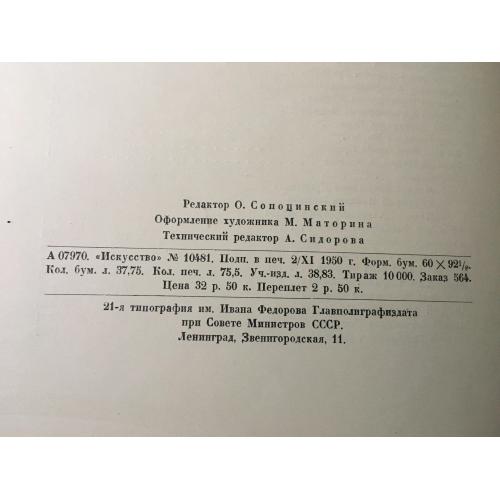 Редактор О. Сопоцинский
Оформление художника М. Маторина
Технический редактор А. Сидорова
А 07970. «Искусство» № 10481. Подп. в печ. 2/XI 1950 г. Форм. бум. 60 × 92¹/₈.
Кол. бум. л. 37,75. Кол. печ. л. 75,5. Уч.-изд. л. 38,83. Тираж 10 000. Заказ 564.
Цена 32 р. 50 к. Переплет 2 р. 50 к.
21-я типография им. Ивана Федорова Главполиграфиздата
при Совете Министров СССР.
Ленинград, Звенигородская, 11.